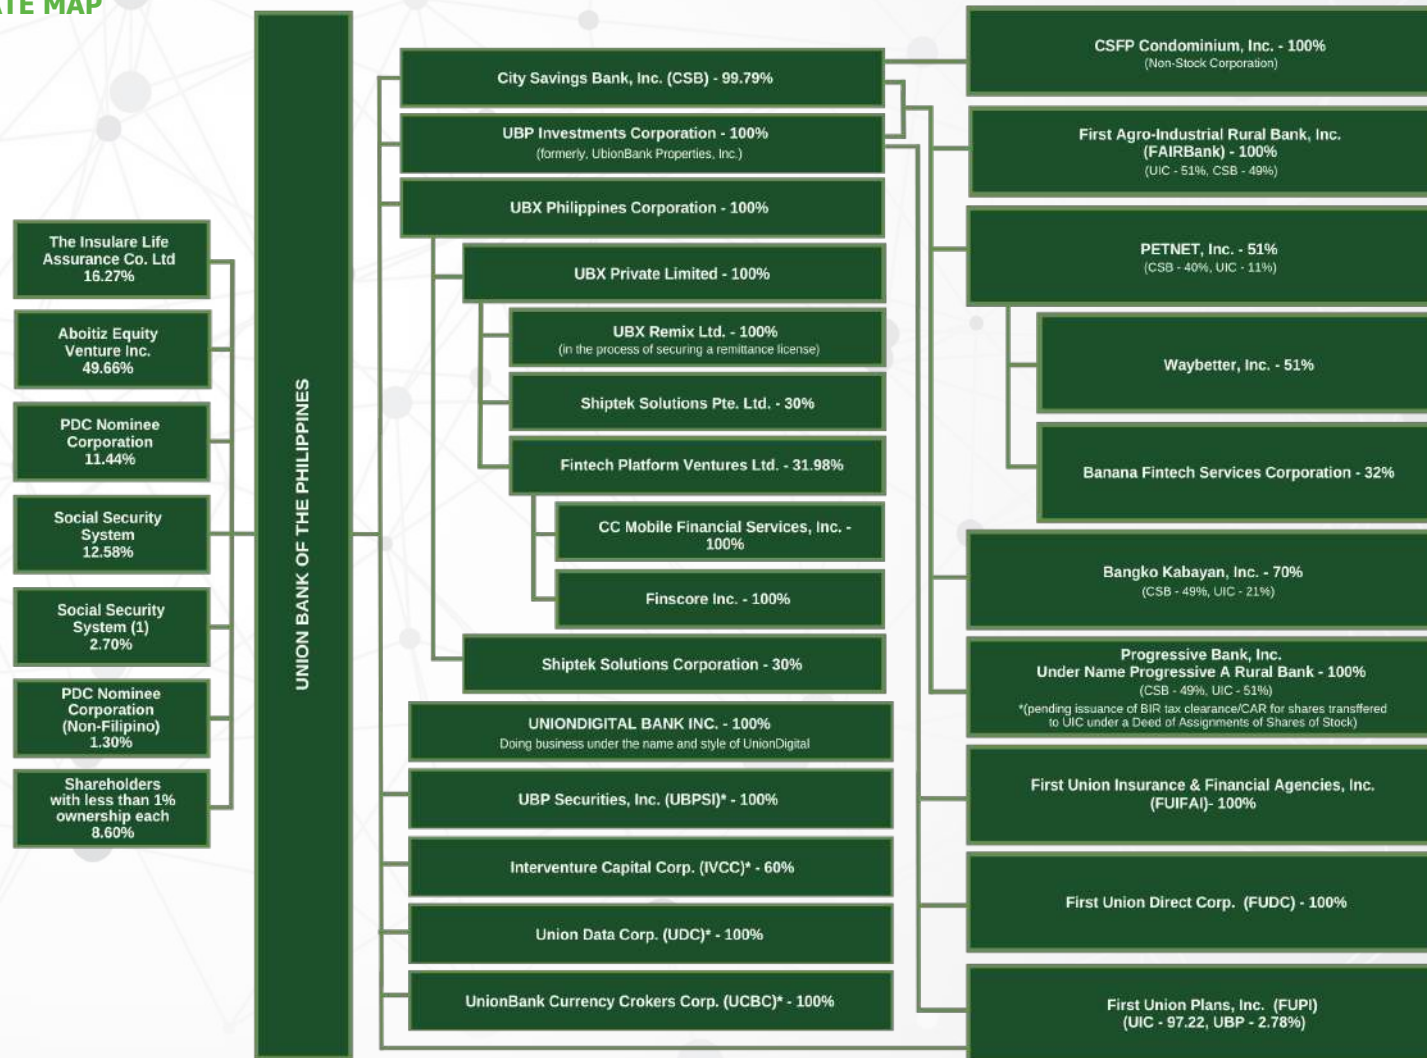 ATE MAP
The Insulare Life
Assurance Co. Ltd
16.27%
Aboitiz Equity
Venture Inc.
49.66%
PDC Nominee
Corporation
11.44%
Social Security
System
12.58%
Social Security
System (1)
2.70%
PDC Nominee
Corporation
(Non-Filipino)
1.30%
Shareholders
with less than 1%
ownership each
8.60%
UNION BANK OF THE PHILIPPINES
City Savings Bank, Inc. (CSB) - 99.79%
UBP Investments Corporation - 100%
(formerly, UbionBank Properties, Inc.)
UBX Philippines Corporation - 100%
UBX Private Limited - 100%
UBX Remix Ltd. - 100%
(in the process of securing a remittance license)
Shiptek Solutions Pte. Ltd. - 30%
Fintech Platform Ventures Ltd. - 31.98%
CC Mobile Financial Services, Inc. -
100%
Finscore Inc. - 100%
Shiptek Solutions Corporation - 30%
UNIONDIGITAL BANK INC. - 100%
Doing business under the name and style of UnionDigital
UBP Securities, Inc. (UBPSI)* - 100%
Interventure Capital Corp. (IVCC)* - 60%
Union Data Corp. (UDC)* - 100%
UnionBank Currency Crokers Corp. (UCBC)* - 100%
CSFP Condominium, Inc. - 100%
(Non-Stock Corporation)
First Agro-Industrial Rural Bank, Inc.
(FAIRBank) - 100%
(UIC - 51%, CSB - 49%)
PETNET, Inc. - 51%
(CSB - 40%, UIC - 11%)
Waybetter, Inc. - 51%
Banana Fintech Services Corporation - 32%
Bangko Kabayan, Inc. - 70%
(CSB - 49%, UIC - 21%)
Progressive Bank, Inc.
Under Name Progressive A Rural Bank - 100%
(CSB - 49%, UIC - 51%)
*(pending issuance of BIR tax clearance/CAR for shares transffered
to UIC under a Deed of Assignments of Shares of Stock)
First Union Insurance & Financial Agencies, Inc.
(FUIFAI)- 100%
First Union Direct Corp. (FUDC) - 100%
First Union Plans, Inc. (FUPI)
(UIC - 97.22, UBP - 2.78%)